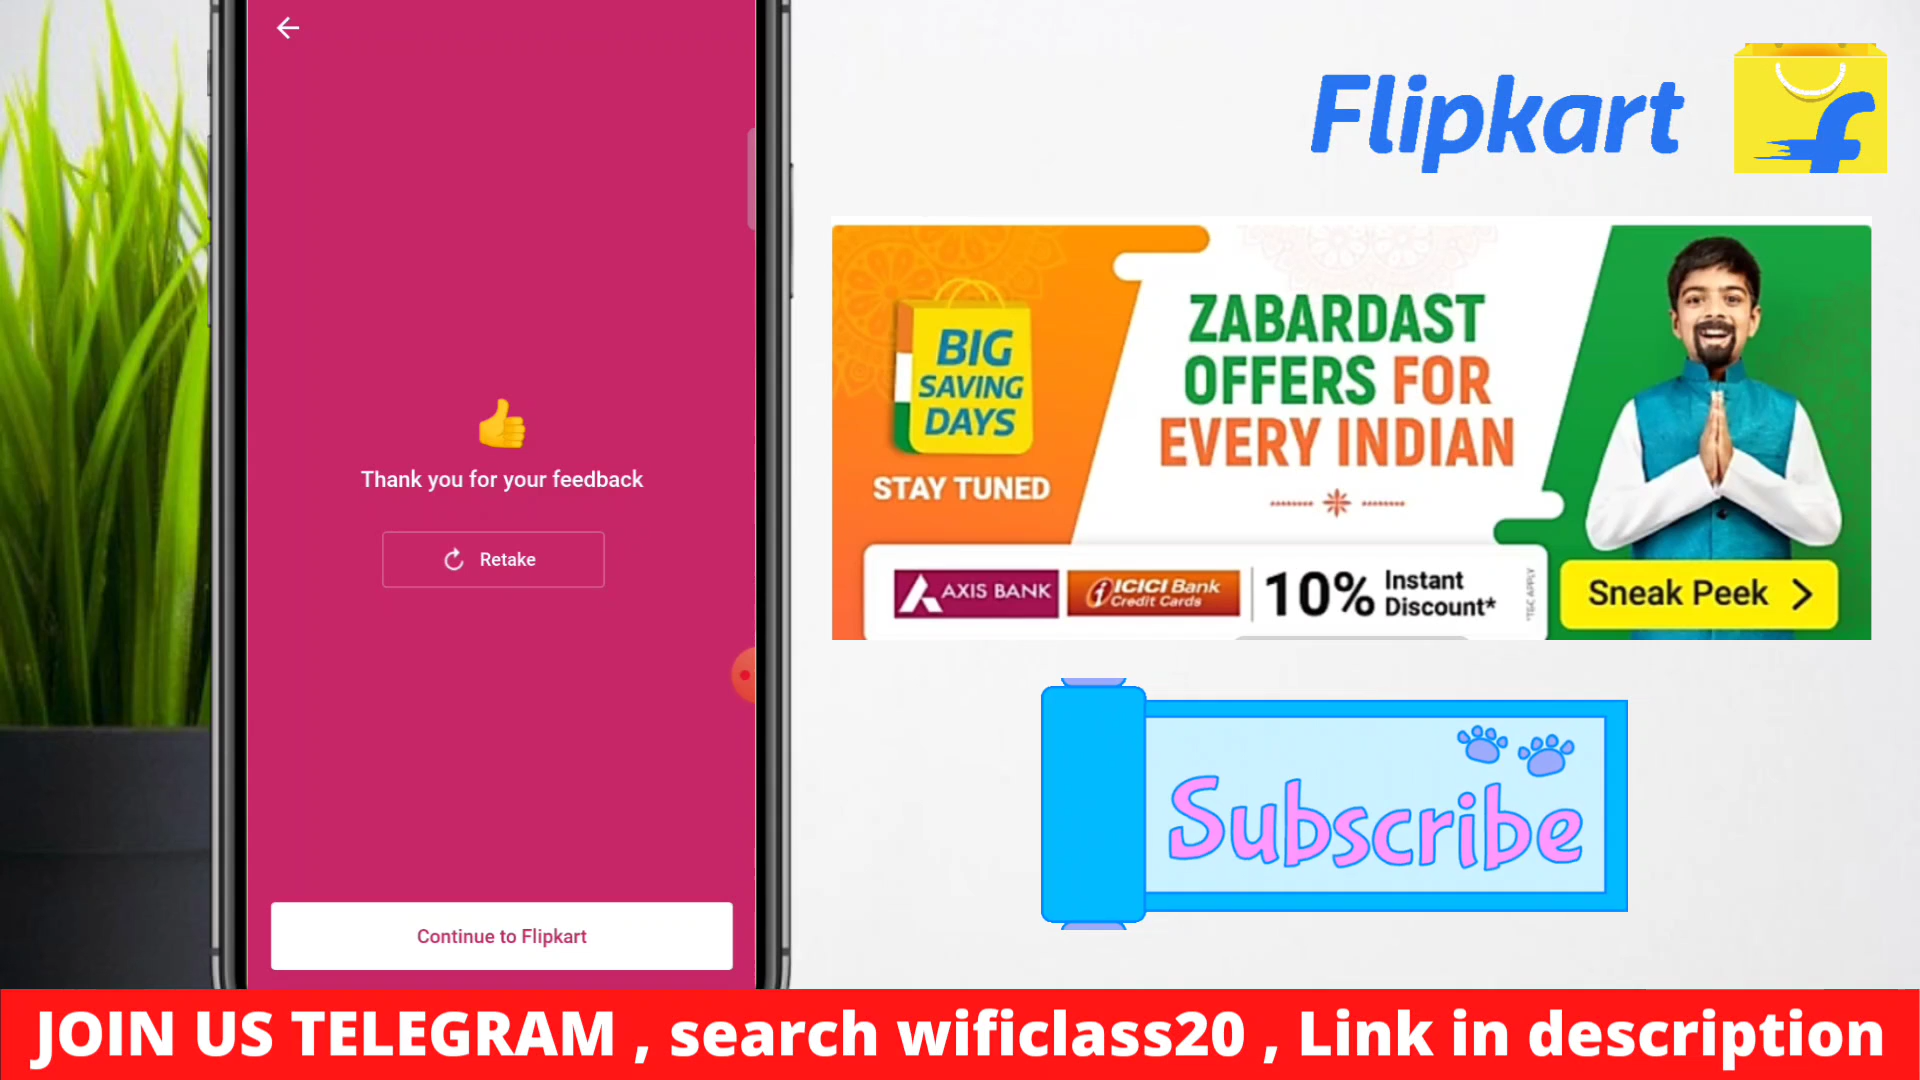 Thank you for your feedback
Retake
Continue to Flipkart
Flipkart
f
BIG
SAVING
DAYS
STAY TUNED
ZABARDAST
OFFERS FOR
EVERY INDIAN
AXIS BANK
ICICI Bank
Credit Cards
10% Instant
Discount*
*T&C APPLY
Sneak Peek
Subscribe
JOIN US TELEGRAM , search wificlass20 , Link in description